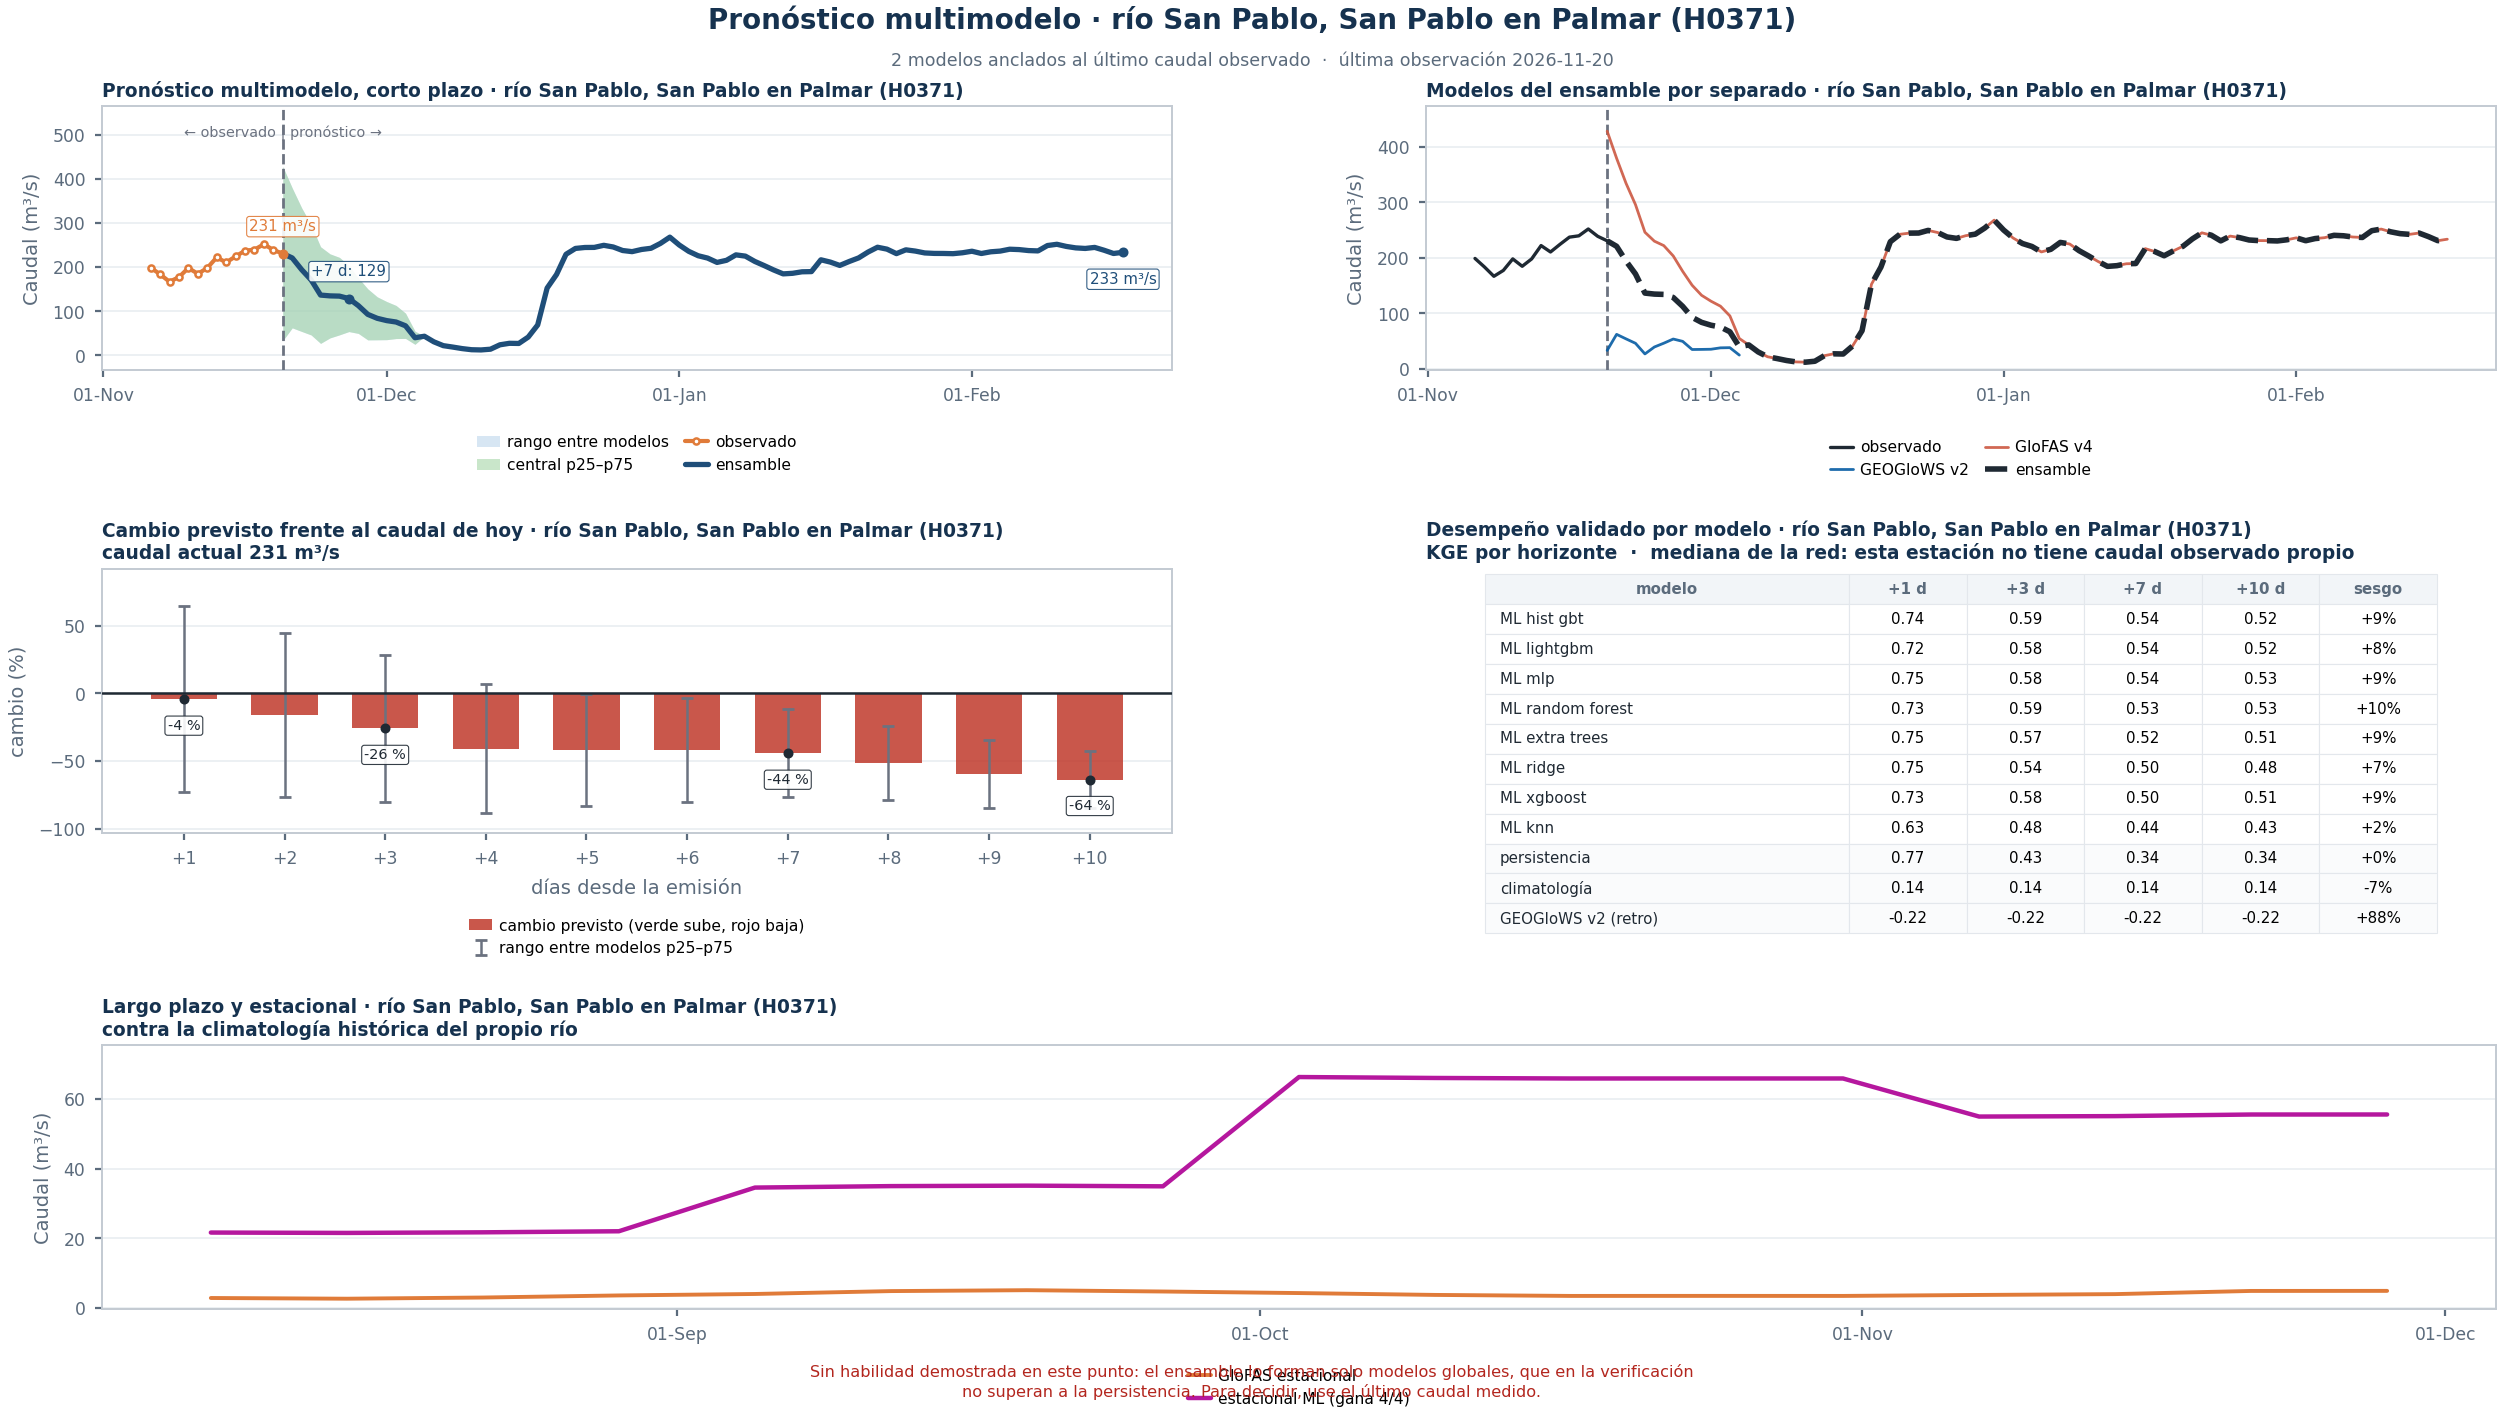 Pronóstico multimodelo · río San Pablo, San Pablo en Palmar (H0371)
2 modelos anclados al último caudal observado · última observación 2026-11-20
Pronóstico multimodelo, corto plazo · río San Pablo, San Pablo en Palmar (H0371)
← observado
pronóstico →
Caudal (m³/s)
500
400
300
200
100
0
231 m³/s
+7 d: 129
233 m³/s
01-Nov
01-Dec
01-Jan
01-Feb
rango entre modelos
observado
central p25–p75
ensamble
Modelos del ensamble por separado · río San Pablo, San Pablo en Palmar (H0371)
Caudal (m³/s)
400
300
200
100
0
01-Nov
01-Dec
01-Jan
01-Feb
observado
GloFAS v4
GEOGloWS v2
ensamble
Cambio previsto frente al caudal de hoy · río San Pablo, San Pablo en Palmar (H0371)
caudal actual 231 m³/s
cambio (%)
50
0
−50
−100
-4 %
-26 %
-44 %
-64 %
+1
+2
+3
+4
+5
+6
+7
+8
+9
+10
días desde la emisión
cambio previsto (verde sube, rojo baja)
rango entre modelos p25–p75
Desempeño validado por modelo · río San Pablo, San Pablo en Palmar (H0371)
KGE por horizonte · mediana de la red: esta estación no tiene caudal observado propio
modelo +1 d +3 d +7 d +10 d sesgo
ML hist gbt 0.74 0.59 0.54 0.52 +9%
ML lightgbm 0.72 0.58 0.54 0.52 +8%
ML mlp 0.75 0.58 0.54 0.53 +9%
ML random forest 0.73 0.59 0.53 0.53 +10%
ML extra trees 0.75 0.57 0.52 0.51 +9%
ML ridge 0.75 0.54 0.50 0.48 +7%
ML xgboost 0.73 0.58 0.50 0.51 +9%
ML knn 0.63 0.48 0.44 0.43 +2%
persistencia 0.77 0.43 0.34 0.34 +0%
climatología 0.14 0.14 0.14 0.14 -7%
GEOGloWS v2 (retro) -0.22 -0.22 -0.22 -0.22 +88%
Largo plazo y estacional · río San Pablo, San Pablo en Palmar (H0371)
contra la climatología histórica del propio río
Caudal (m³/s)
60
40
20
0
01-Sep
01-Oct
01-Nov
01-Dec
Sin habilidad demostrada en este punto: el ensamble lo forman solo modelos globales, que en la verificación
no superan a la persistencia. Para decidir, use el último caudal medido.
GloFAS estacional
estacional ML (gana 4/4)